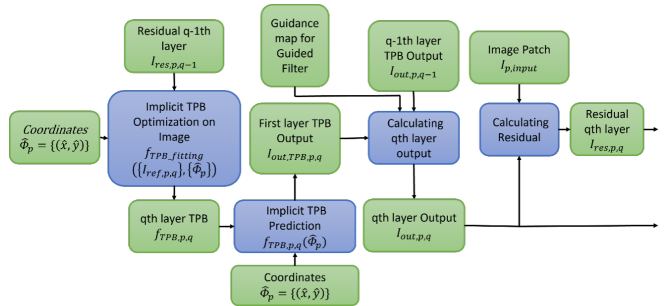 Residual q-1th
layer
I_{res,p,q-1}
Guidance
map for
Guided
Filter
q-1th layer
TPB Output
I_{out,p,q-1}
Image Patch
I_{p,input}
Coordinates
Φ̂_p = {(x̂, ŷ)}
Implicit TPB
Optimization on
Image
f_{TPB_fitting}
({I_{ref,p,q}}, {Φ̂_p})
First layer TPB
Output
I_{out,TPB,p,q}
Calculating
qth layer
output
Calculating
Residual
Residual
qth layer
I_{res,p,q}
qth layer TPB
f_{TPB,p,q}
Implicit TPB
Prediction
f_{TPB,p,q}(Φ̂_p)
qth layer Output
I_{out,p,q}
Coordinates
Φ̂_p = {(x̂, ŷ)}